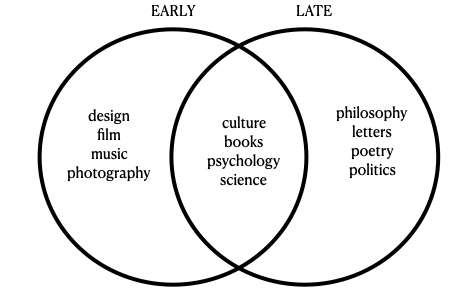 EARLY
LATE
design
film
music
photography
culture
books
psychology
science
philosophy
letters
poetry
politics